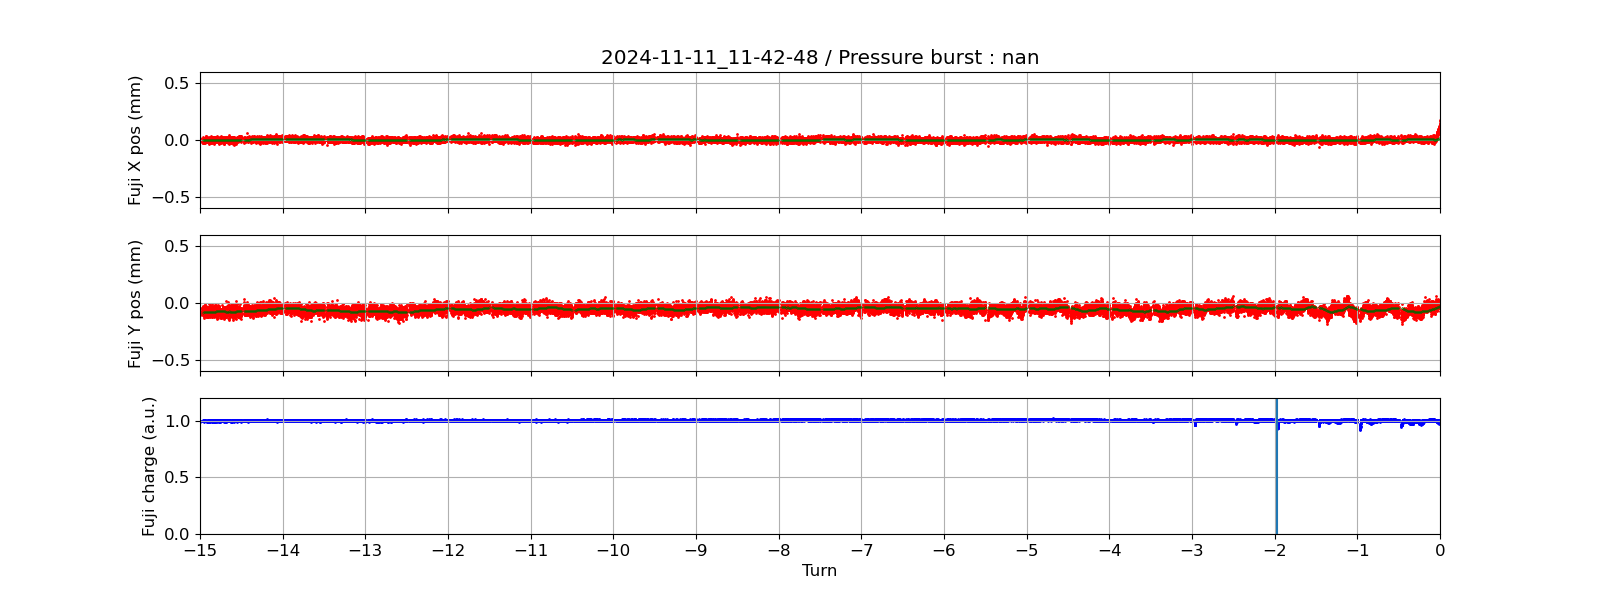 2024-11-11_11-42-48 / Pressure burst : nan
Fuji X pos (mm)
0.5
0.0
−0.5
Fuji Y pos (mm)
0.5
0.0
−0.5
Fuji charge (a.u.)
1.0
0.5
0.0
−15 −14 −13 −12 −11 −10 −9 −8 −7 −6 −5 −4 −3 −2 −1 0
Turn